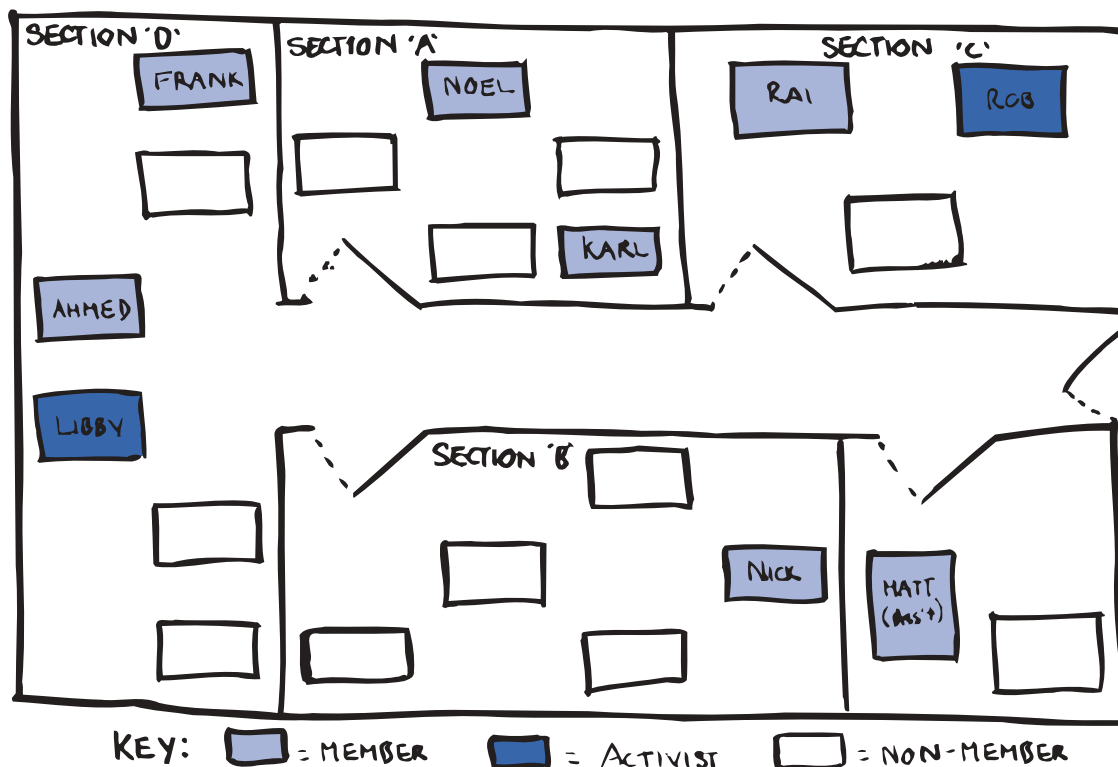 SECTION 'D'
FRANK
AHMED
LIBBY
SECTION 'A'
NOEL
KARL
SECTION 'C'
RAI
ROB
SECTION 'B'
NICK
MATT
(Ass't)
KEY: = MEMBER = ACTIVIST = NON-MEMBER